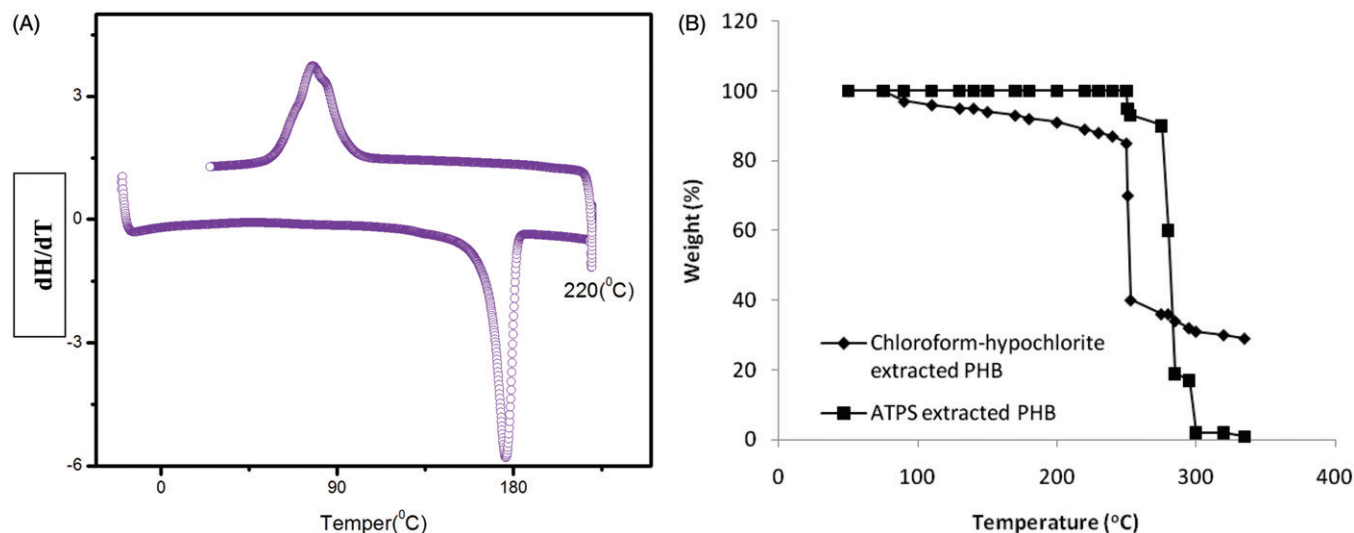 (A)
3
0
-3
-6
dH/dT
220(⁰C)
0
90
180
Temper(⁰C)
(B)
120
100
80
60
40
20
0
Weight (%)
Chloroform-hypochlorite
extracted PHB
ATPS extracted PHB
0
100
200
300
400
Temperature (ᵒC)